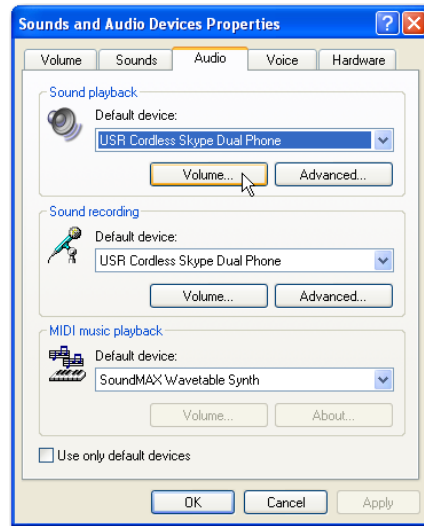 Sounds and Audio Devices Properties
Volume Sounds Audio Voice Hardware
Sound playback
Default device:
USR Cordless Skype Dual Phone
Volume... Advanced...
Sound recording
Default device:
USR Cordless Skype Dual Phone
Volume... Advanced...
MIDI music playback
Default device:
SoundMAX Wavetable Synth
Volume... About...
Use only default devices
OK Cancel Apply